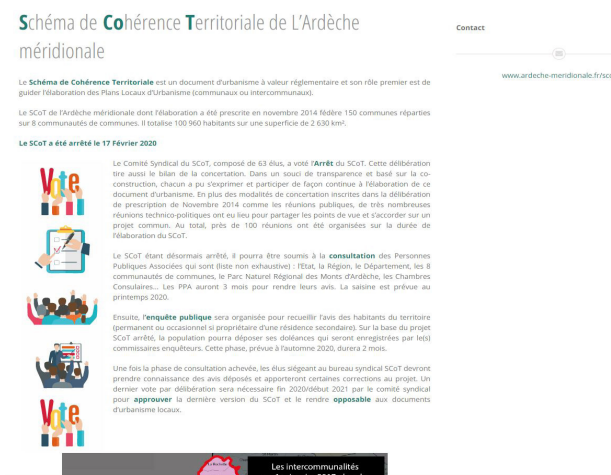 Schéma de Cohérence Territoriale de L'Ardèche
méridionale
Contact
www.ardeche-meridionale.fr/sco
Le Schéma de Cohérence Territoriale est un document d'urbanisme à valeur réglementaire et son rôle premier est de
guider l'élaboration des Plans Locaux d'Urbanisme (communaux ou intercommunaux).
Le SCoT de l'Ardèche méridionale dont l'élaboration a été prescrite en novembre 2014 fédère 150 communes réparties
sur 8 communautés de communes. Il totalise 100 960 habitants sur une superficie de 2 630 km².
Le SCoT a été arrêté le 17 Février 2020
Le Comité Syndical du SCoT, composé de 63 élus, a voté l'Arrêt du SCoT. Cette délibération
tire aussi le bilan de la concertation. Dans un souci de transparence et basé sur la co-
construction, chacun a pu s'exprimer et participer de façon continue à l'élaboration de ce
document d'urbanisme. En plus des modalités de concertation inscrites dans la délibération
de prescription de Novembre 2014 comme les réunions publiques, de très nombreuses
réunions technico-politiques ont eu lieu pour partager les points de vue et s'accorder sur un
projet commun. Au total, près de 100 réunions ont été organisées sur la durée de
l'élaboration du SCoT.
Le SCoT étant désormais arrêté, il pourra être soumis à la consultation des Personnes
Publiques Associées qui sont (liste non exhaustive) : l'Etat, la Région, le Département, les 8
communautés de communes, le Parc Naturel Régional des Monts d'Ardèche, les Chambres
Consulaires... Les PPA auront 3 mois pour rendre leurs avis. La saisine est prévue au
printemps 2020.
Ensuite, l'enquête publique sera organisée pour recueillir l'avis des habitants du territoire
(permanent ou occasionnel si propriétaire d'une résidence secondaire). Sur la base du projet
SCoT arrêté, la population pourra déposer ses doléances qui seront enregistrées par le(s)
commissaires enquêteurs. Cette phase, prévue à l'automne 2020, durera 2 mois.
Une fois la phase de consultation achevée, les élus siégeant au bureau syndical SCoT devront
prendre connaissance des avis déposés et apporteront certaines corrections au projet. Un
dernier vote par délibération sera nécessaire fin 2020/début 2021 par le comité syndical
pour approuver la dernière version du SCoT et le rendre opposable aux documents
d'urbanisme locaux.
Vote
Vote
Les intercommunalités